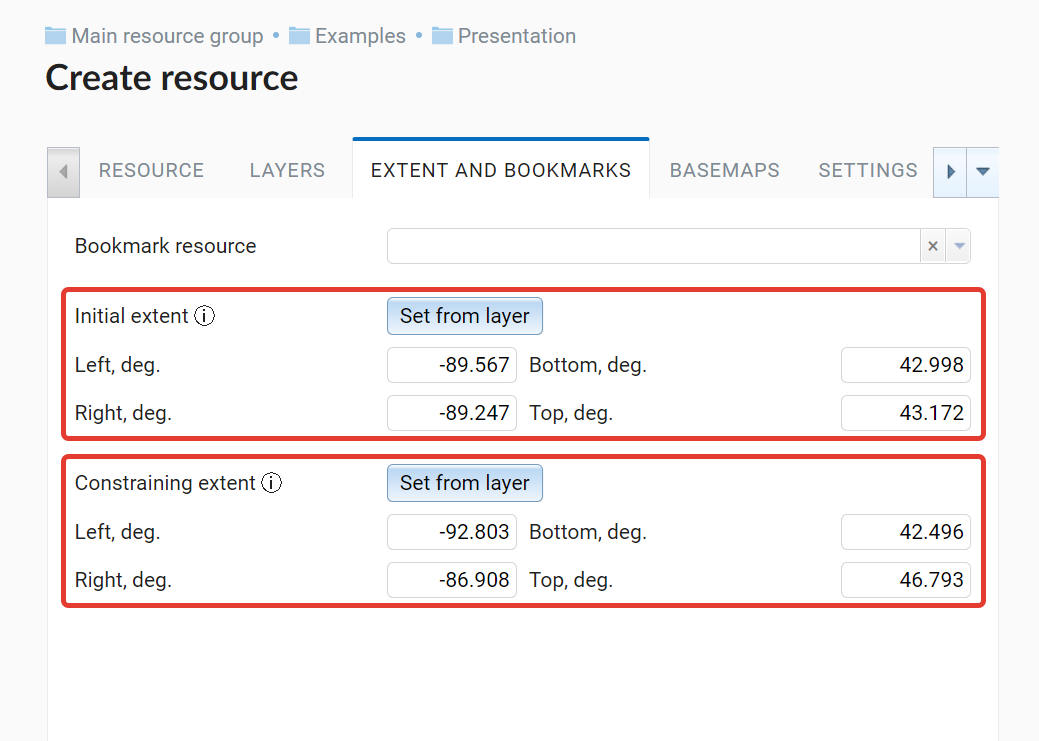 Main resource group • Examples • Presentation
Create resource
RESOURCE LAYERS EXTENT AND BOOKMARKS BASEMAPS SETTINGS
Bookmark resource
Initial extent Set from layer
Left, deg. -89.567 Bottom, deg. 42.998
Right, deg. -89.247 Top, deg. 43.172
Constraining extent Set from layer
Left, deg. -92.803 Bottom, deg. 42.496
Right, deg. -86.908 Top, deg. 46.793